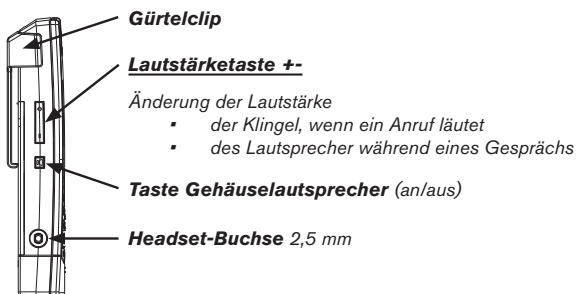 Gürtelclip
Lautstärketaste +-
Änderung der Lautstärke
▪ der Klingel, wenn ein Anruf läutet
▪ des Lautsprecher während eines Gesprächs
Taste Gehäuselautsprecher (an/aus)
Headset-Buchse 2,5 mm